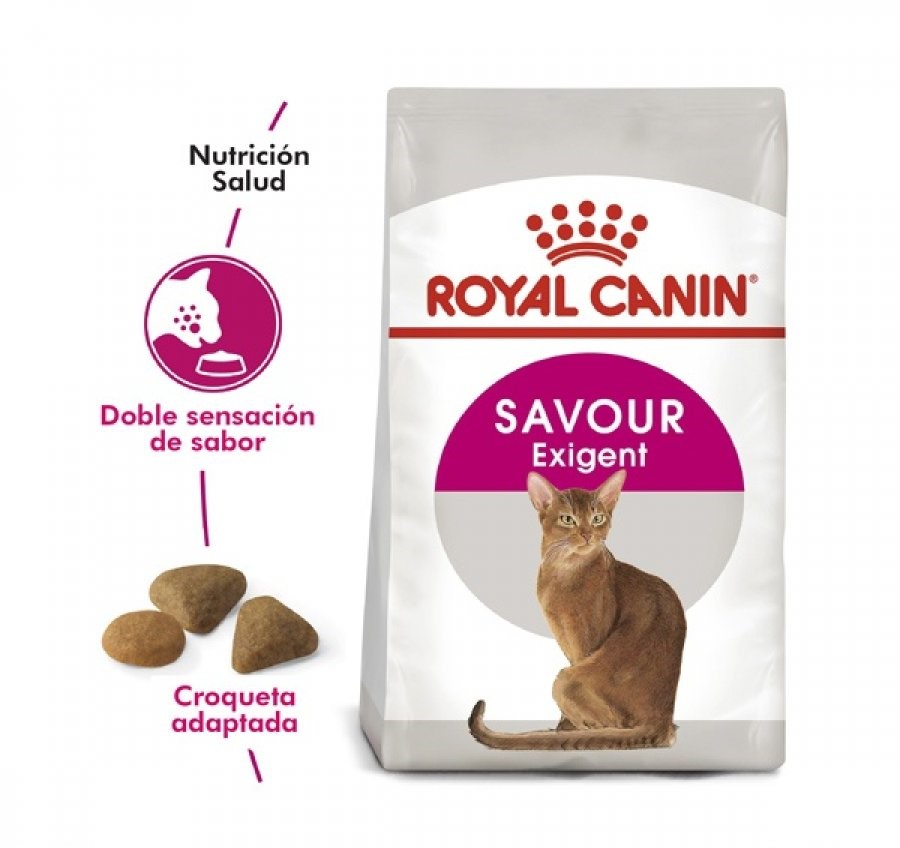 Nutrición
Salud
Doble sensación
de sabor
Croqueta
adaptada
ROYAL CANIN®
SAVOUR
Exigent